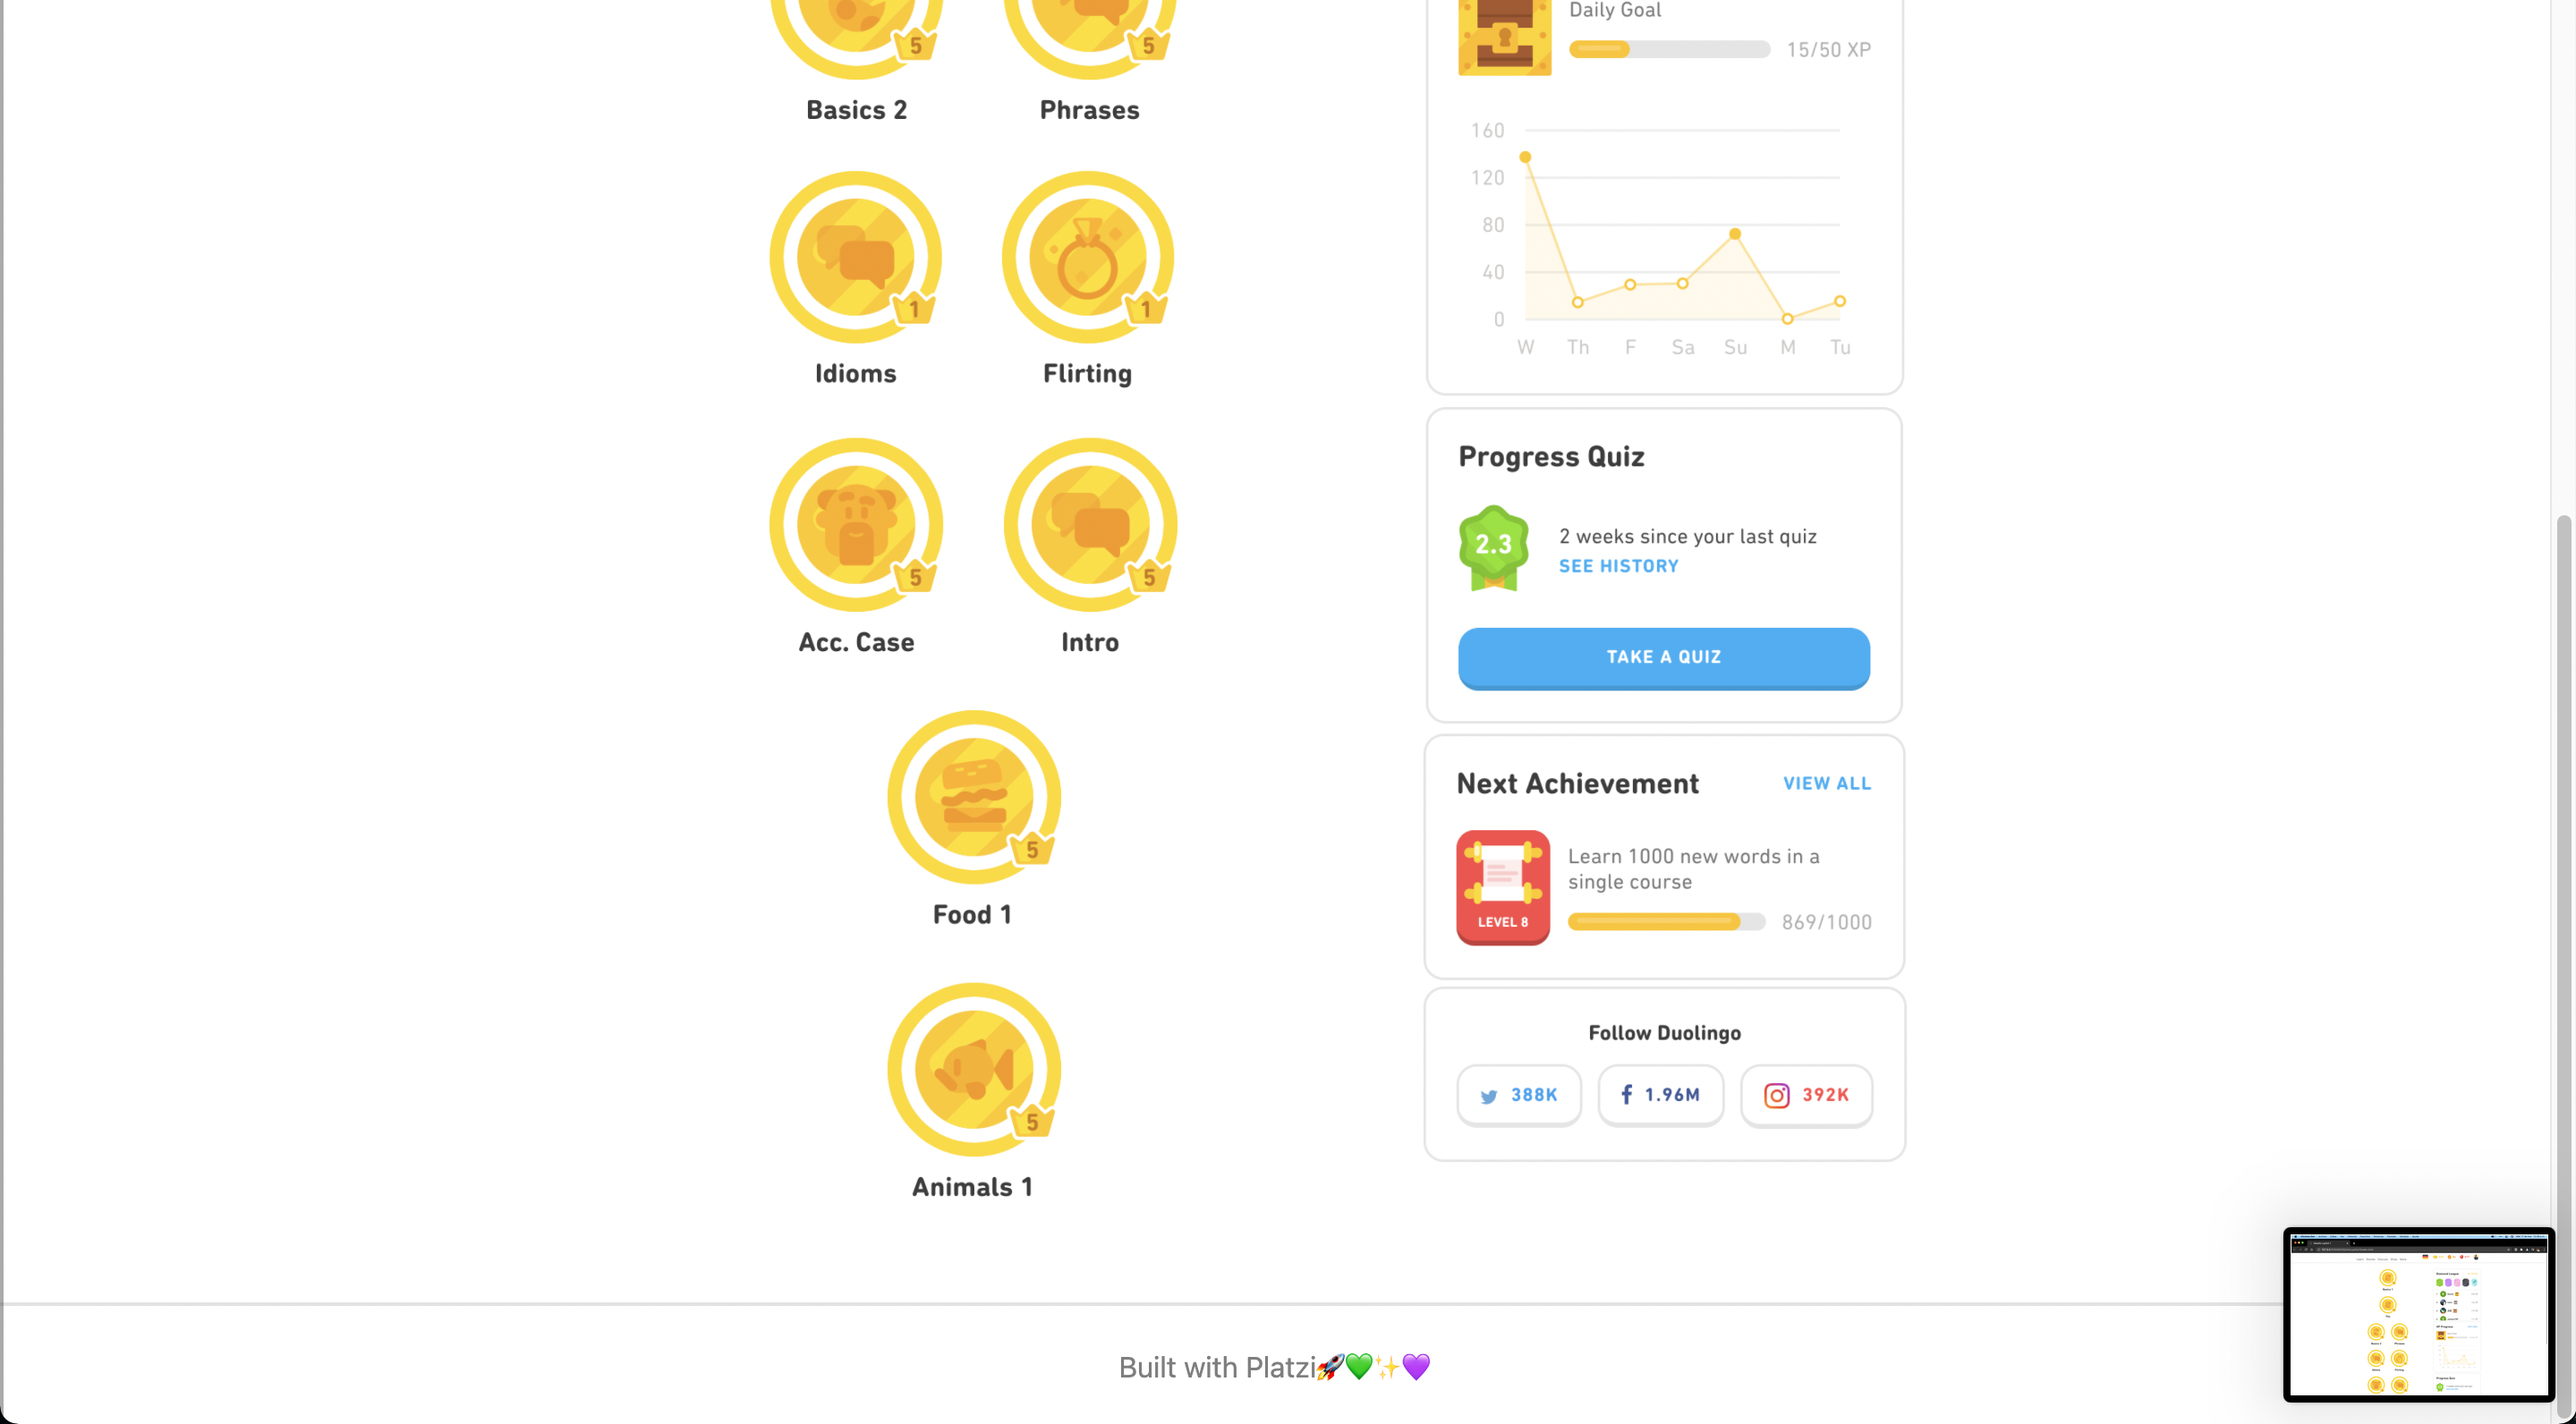 5
5
Basics 2
Phrases
1
1
Idioms
Flirting
5
5
Acc. Case
Intro
5
Food 1
5
Animals 1
Daily Goal
15/50 XP
160
120
80
40
0
W Th F Sa Su M Tu
Progress Quiz
2.3
2 weeks since your last quiz
SEE HISTORY
TAKE A QUIZ
Next Achievement
VIEW ALL
Learn 1000 new words in a
single course
LEVEL 8
869/1000
Follow Duolingo
388K
1.96M
392K
Built with Platzi🚀💚✨💜